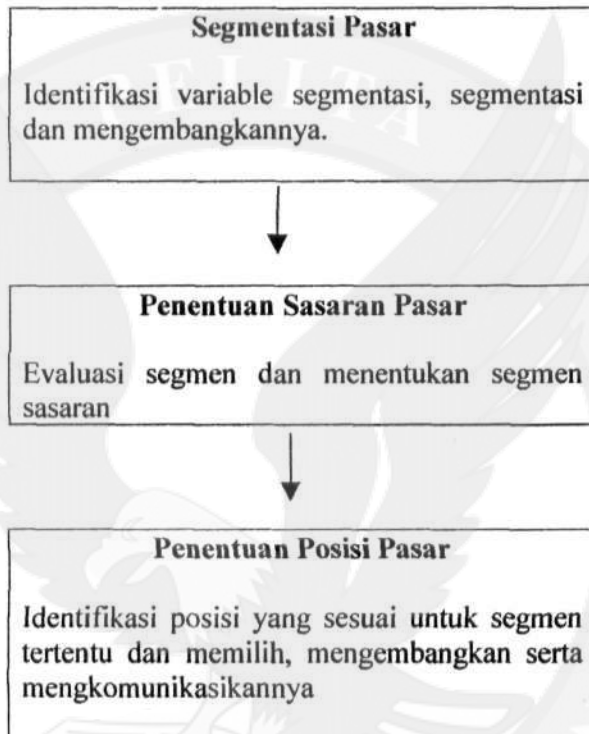 Segmentasi Pasar
Identifikasi variable segmentasi, segmentasi
dan mengembangkannya.
Penentuan Sasaran Pasar
Evaluasi segmen dan menentukan segmen
sasaran
Penentuan Posisi Pasar
Identifikasi posisi yang sesuai untuk segmen
tertentu dan memilih, mengembangkan serta
mengkomunikasikannya